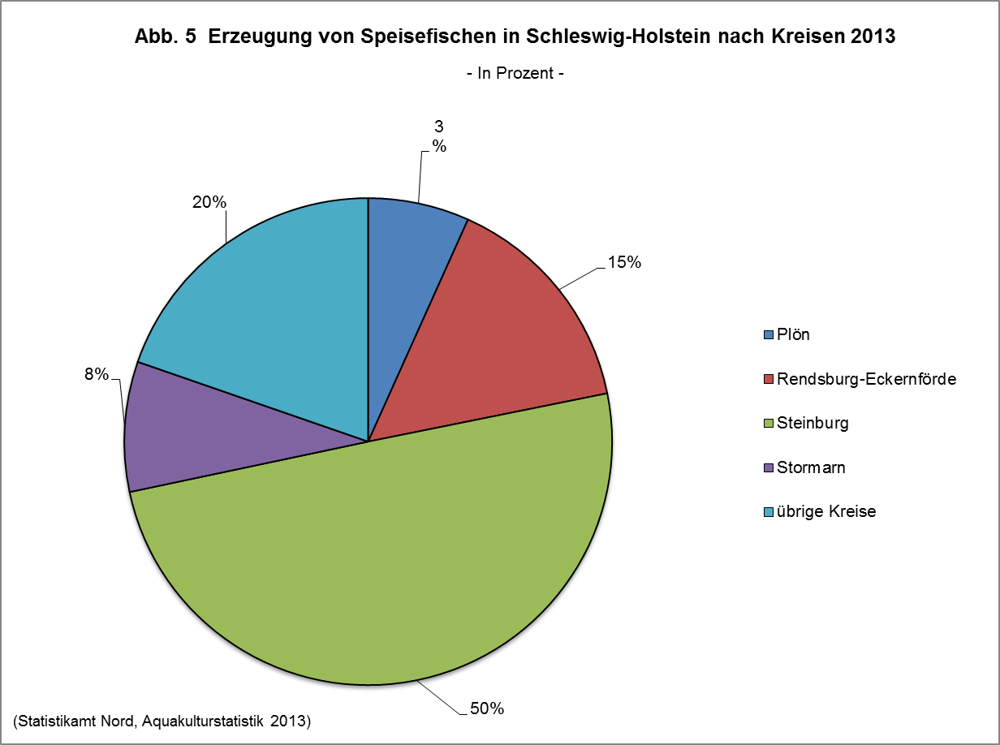 Abb. 5  Erzeugung von Speisefischen in Schleswig-Holstein nach Kreisen 2013
- In Prozent -
3
%
20%
15%
8%
50%
Plön
Rendsburg-Eckernförde
Steinburg
Stormarn
übrige Kreise
(Statistikamt Nord, Aquakulturstatistik 2013)